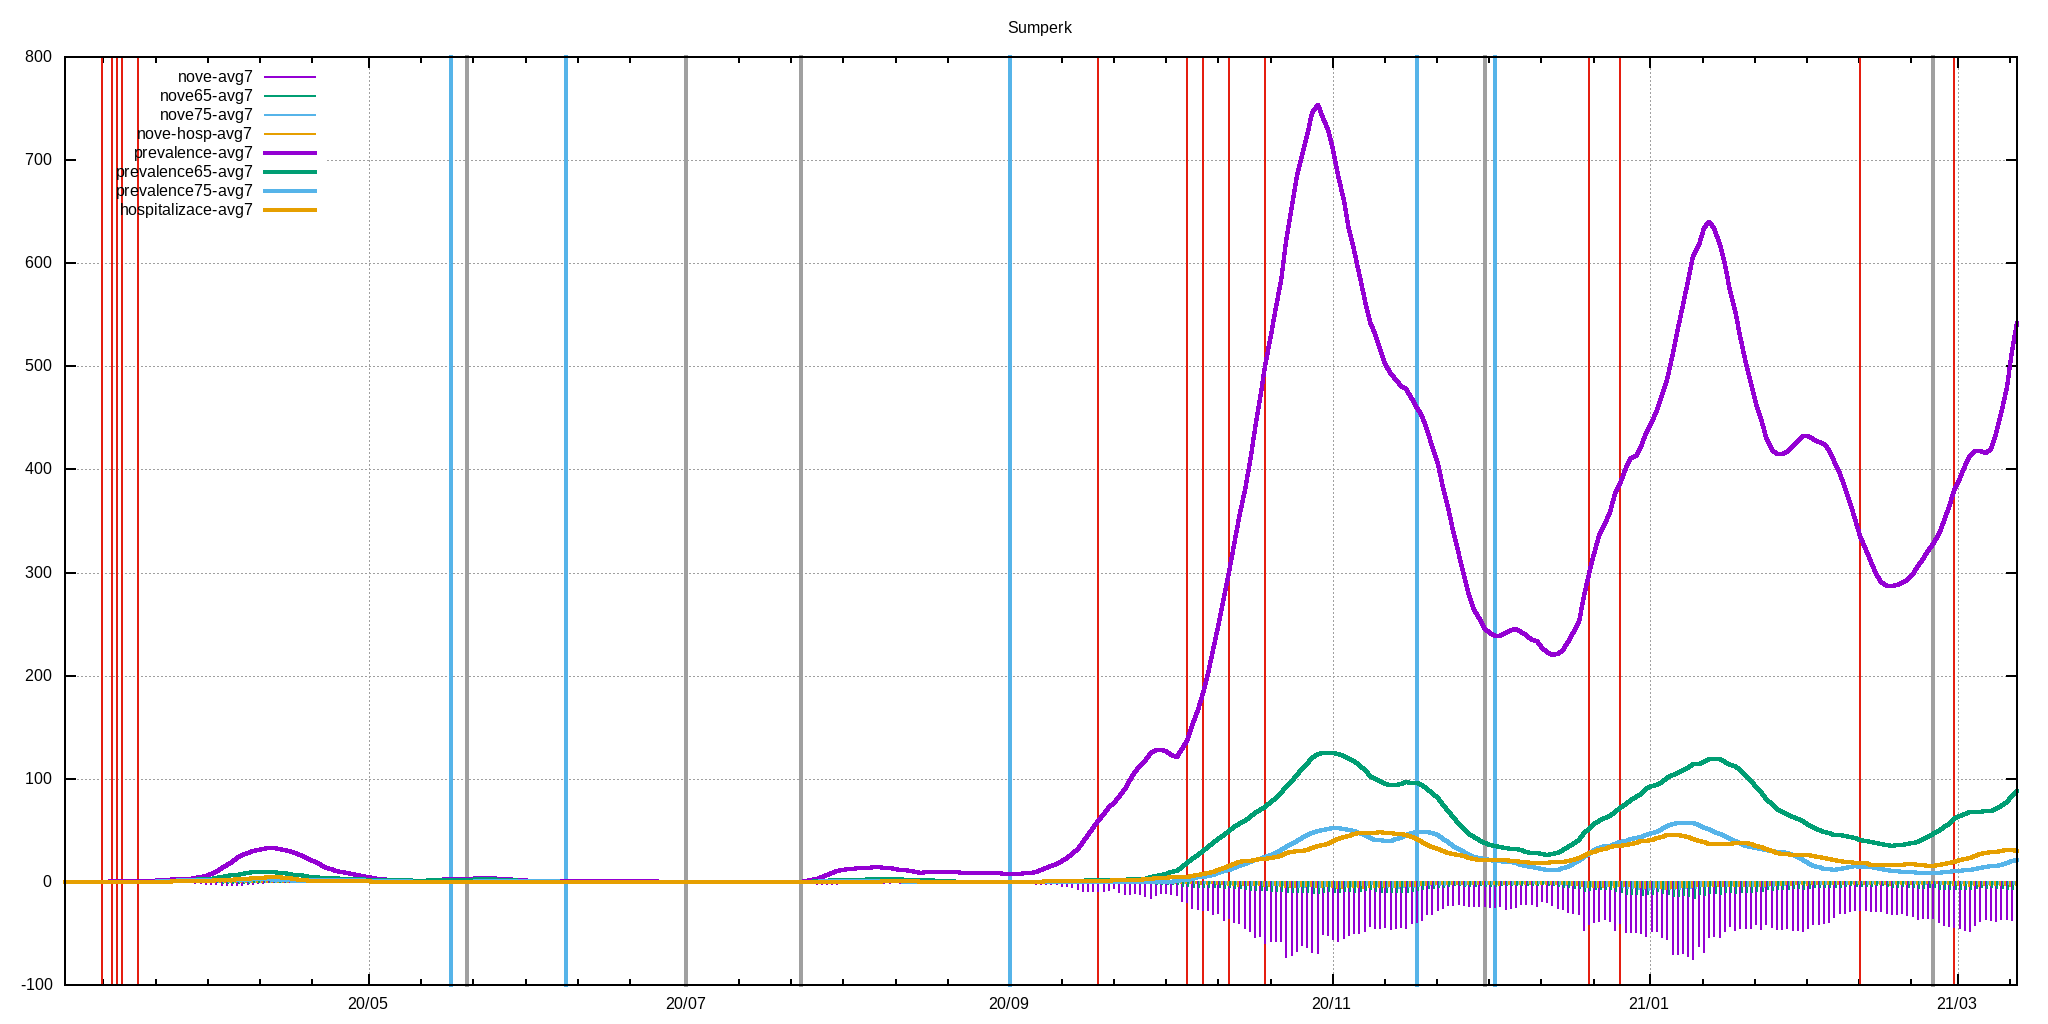 Sumperk
800
700
600
500
400
300
200
100
0
-100
nove-avg7
nove65-avg7
nove75-avg7
nove-hosp-avg7
prevalence-avg7
prevalence65-avg7
prevalence75-avg7
hospitalizace-avg7
20/05 20/07 20/09 20/11 21/01 21/03